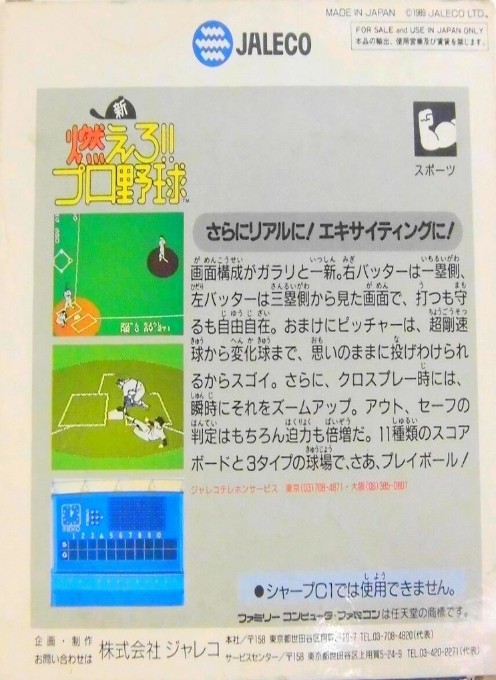 MADE IN JAPAN ©1989 JALECO LTD.
FOR SALE and USE IN JAPAN ONLY
本品の輸出、使用営業及び賃貸を禁じます。
JALECO
新
燃えろ!!
プロ野球
TM
スポーツ
さらにリアルに!エキサイティングに!
画面構成がガラリと一新。右バッターは一塁側、
左バッターは三塁側から見た画面で、打つも守
るも自由自在。おまけにピッチャーは、超剛速
球から変化球まで、思いのままに投げわけられ
るからスゴイ。さらに、クロスプレー時には、
瞬時にそれをズームアップ。アウト、セーフの
判定はもちろん迫力も倍増だ。11種類のスコア
ボードと3タイプの球場で、さあ、プレイボール!
ジャレコテレホンサービス 東京(03)708-4871・大阪(06)385-0801
1 2 3 4 5 6 7 8 9 10
●シャープC1では使用できません。
ファミリーコンピュータ・ファミコンは任天堂の商標です。
企画・制作
お問い合わせは
株式会社 ジャレコ
本社/〒158 東京都世田谷区 TEL.03-708-4820(代表)
サービスセンター/〒158 東京都世田谷区上用賀5-24-9 TEL.03-420-2271(代表)